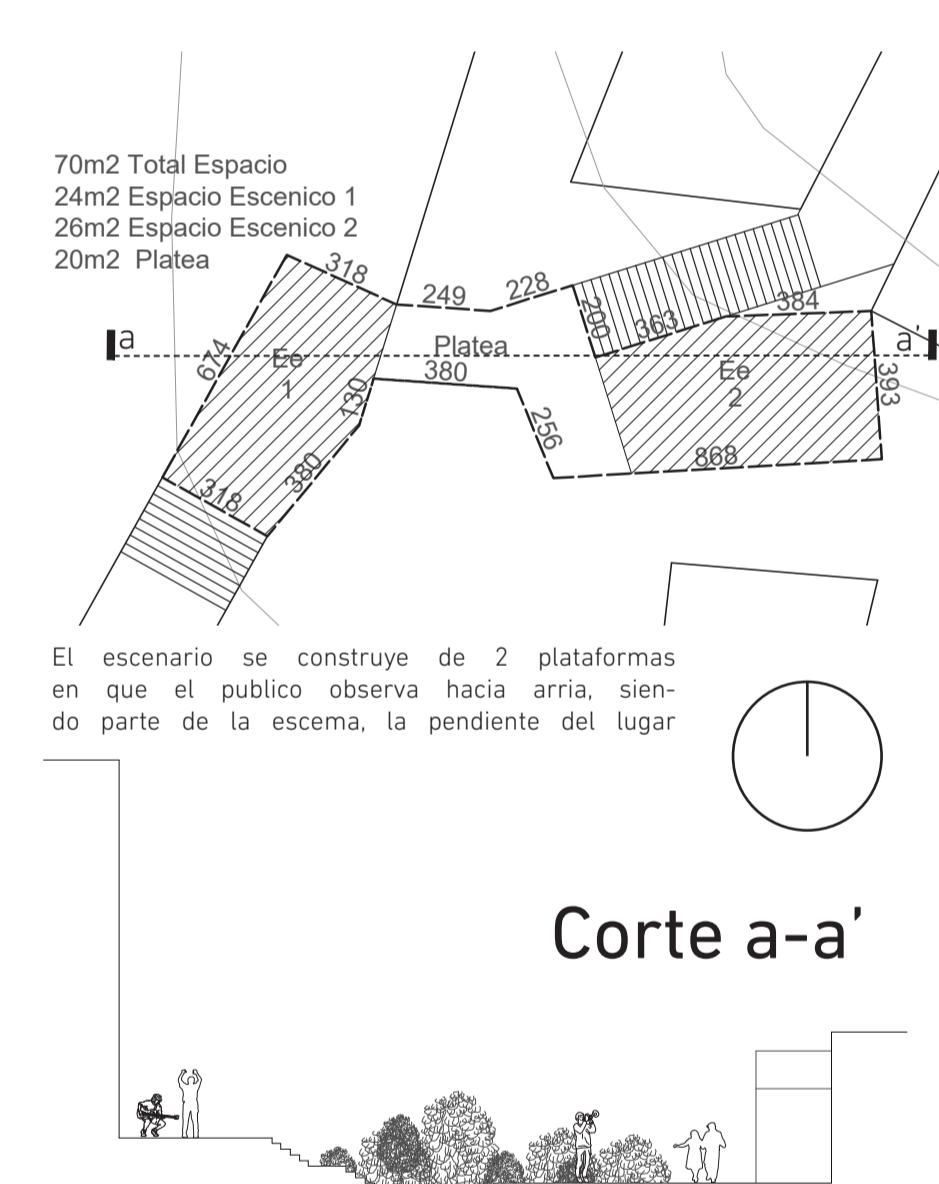 70m2 Total Espacio
24m2 Espacio Escenico 1
26m2 Espacio Escenico 2
20m2 Platea
318
249
228
200
363
384
a
a'
674
Ee
1
Platea
380
130
256
Ee
2
393
868
380
318
El escenario se construye de 2 plataformas
en que el publico observa hacia arria, sien-
do parte de la escema, la pendiente del lugar
Corte a-a'